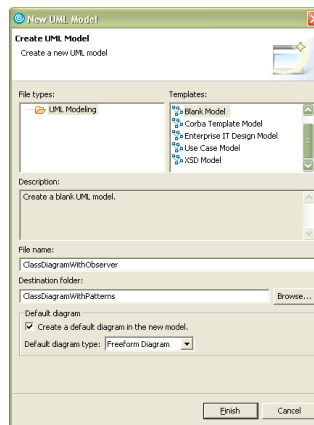 New UML Model
Create UML Model
Create a new UML model
File types:
Templates:
UML Modeling
Blank Model
Corba Template Model
Enterprise IT Design Model
Use Case Model
XSD Model
Description:
Create a blank UML model.
File name:
ClassDiagramWithObserver
Destination folder:
ClassDiagramWithPatterns
Browse...
Default diagram
Create a default diagram in the new model.
Default diagram type: Freeform Diagram
Finish
Cancel